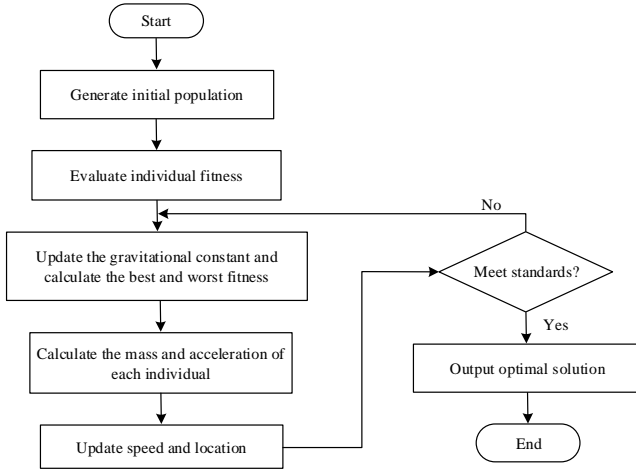 Start
Generate initial population
Evaluate individual fitness
Update the gravitational constant and
calculate the best and worst fitness
Calculate the mass and acceleration of
each individual
Update speed and location
No
Meet standards?
Yes
Output optimal solution
End